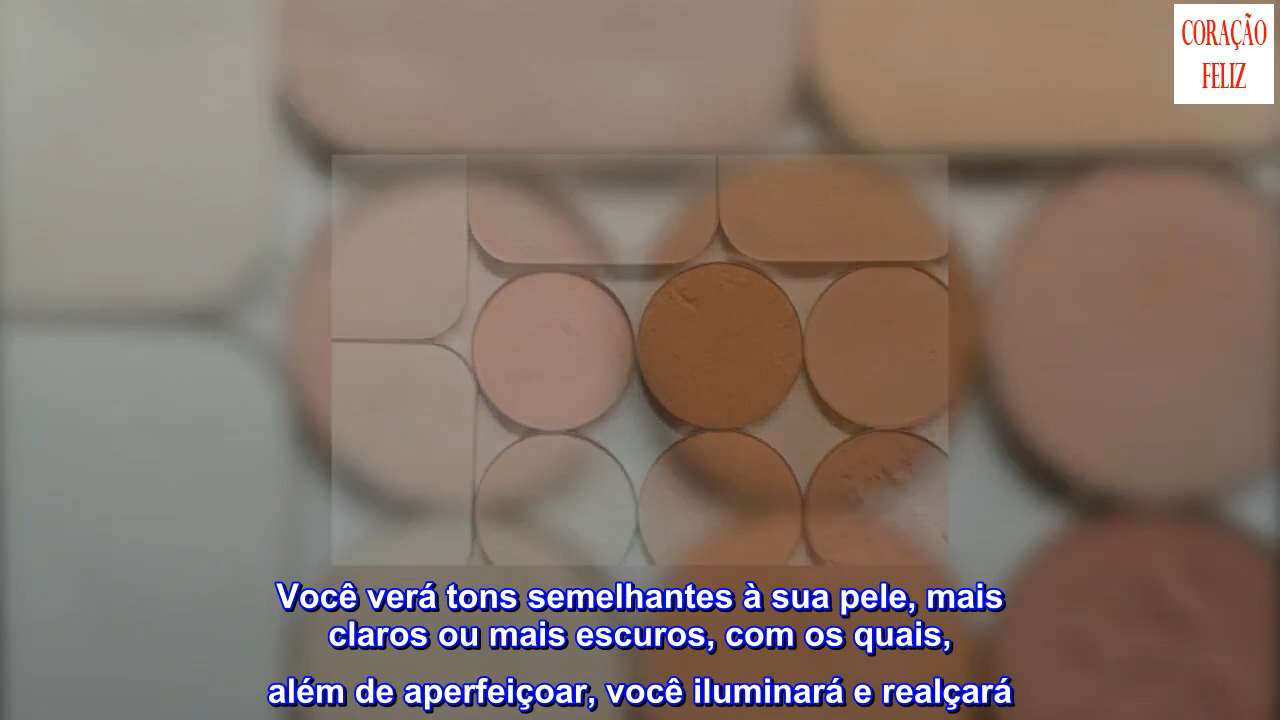 CORAÇÃO
FELIZ
Você verá tons semelhantes à sua pele, mais
claros ou mais escuros, com os quais,
além de aperfeiçoar, você iluminará e realçará